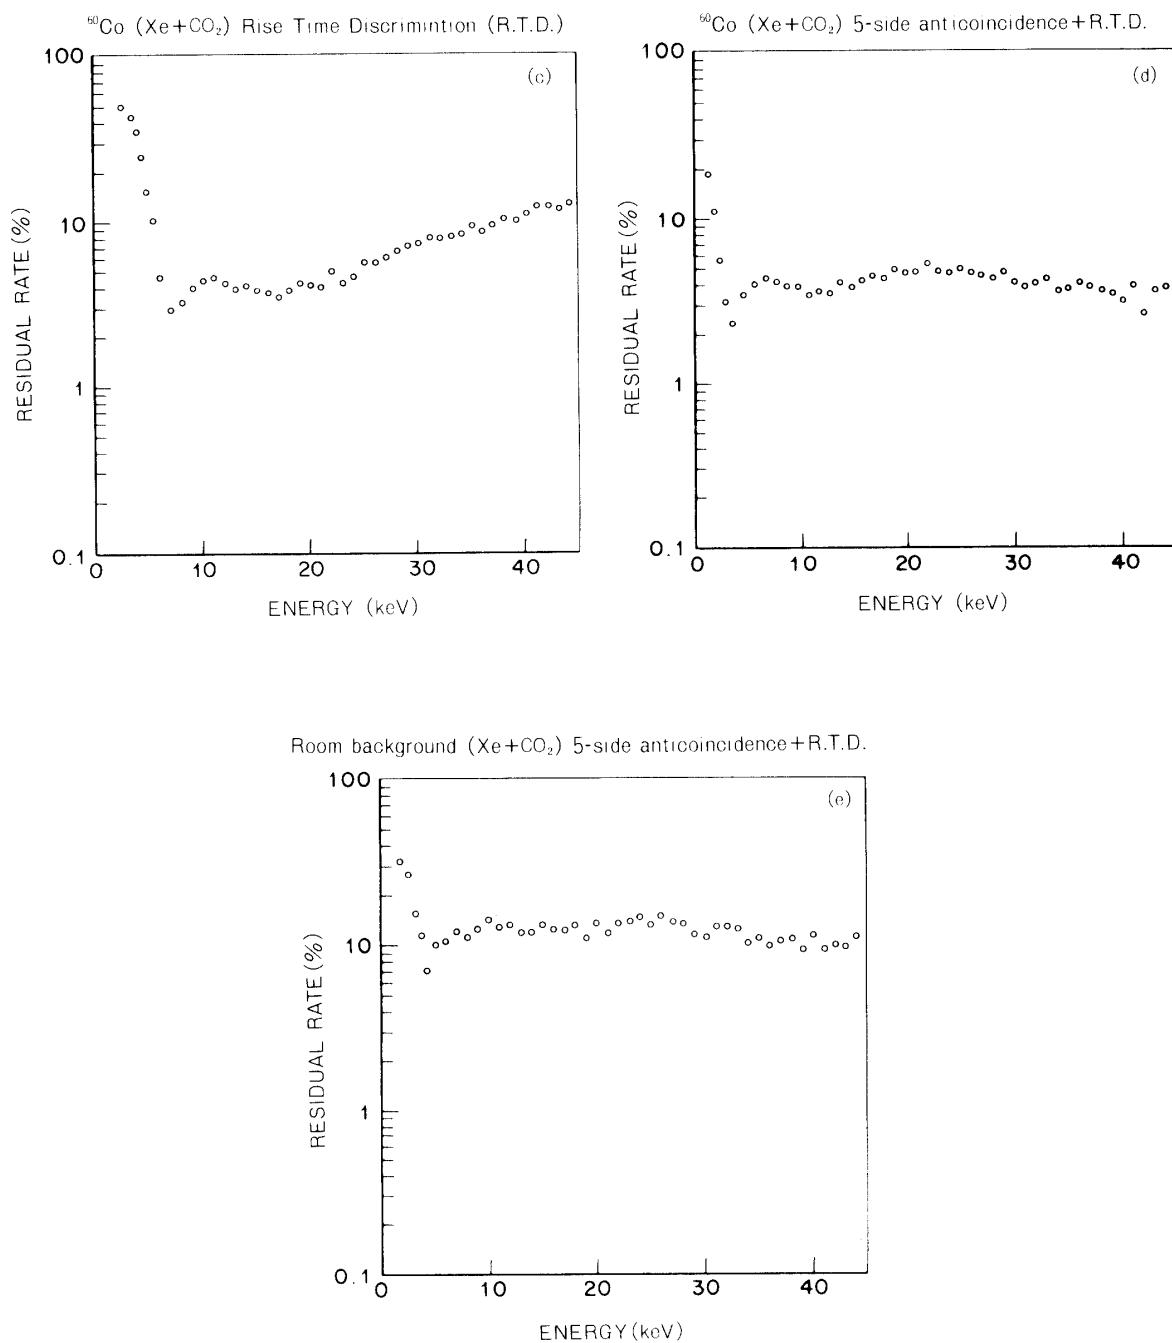 ⁶⁰Co (Xe+CO₂) Rise Time Discrimintion (R.T.D.)
(c)
100
10
1
0.1
RESIDUAL RATE (%)
0 10 20 30 40
ENERGY (keV)
⁶⁰Co (Xe+CO₂) 5-side anticoincidence+R.T.D.
(d)
100
10
1
0.1
RESIDUAL RATE (%)
0 10 20 30 40
ENERGY (keV)
Room background (Xe+CO₂) 5-side anticoincidence+R.T.D.
(e)
100
10
1
0.1
RESIDUAL RATE (%)
0 10 20 30 40
ENERGY (keV)